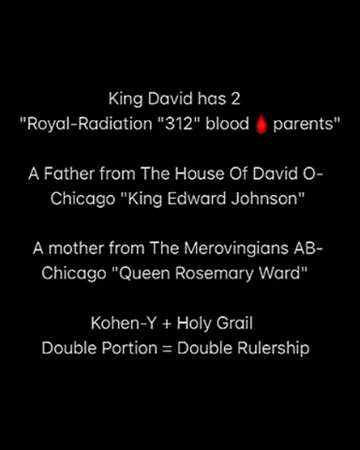 King David has 2
"Royal-Radiation "312" blood 🩸 parents"
A Father from The House Of David O-
Chicago "King Edward Johnson"
A mother from The Merovingians AB-
Chicago "Queen Rosemary Ward"
Kohen-Y + Holy Grail
Double Portion = Double Rulership